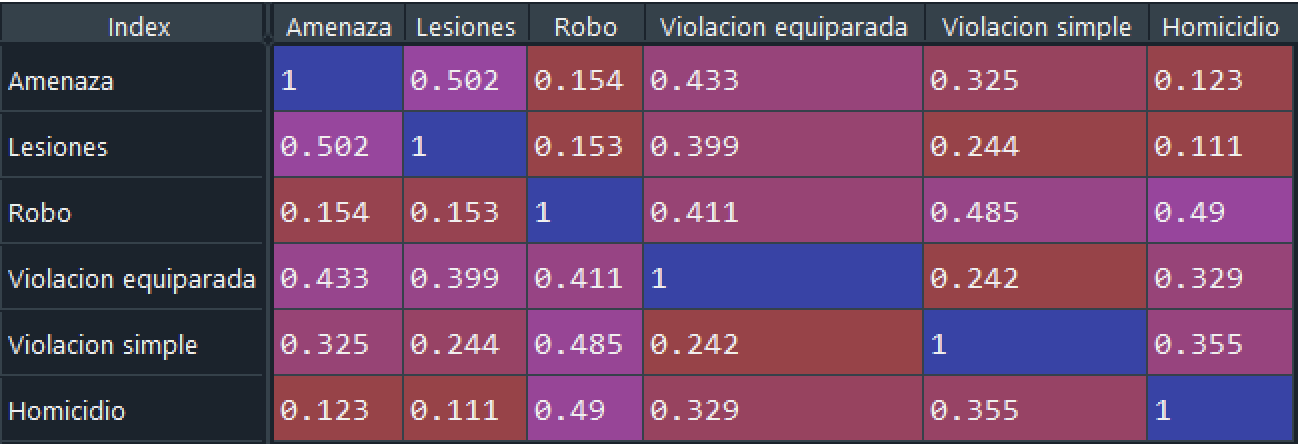 Index Amenaza Lesiones Robo Violacion equiparada Violacion simple Homicidio
Amenaza 1 0.502 0.154 0.433 0.325 0.123
Lesiones 0.502 1 0.153 0.399 0.244 0.111
Robo 0.154 0.153 1 0.411 0.485 0.49
Violacion equiparada 0.433 0.399 0.411 1 0.242 0.329
Violacion simple 0.325 0.244 0.485 0.242 1 0.355
Homicidio 0.123 0.111 0.49 0.329 0.355 1